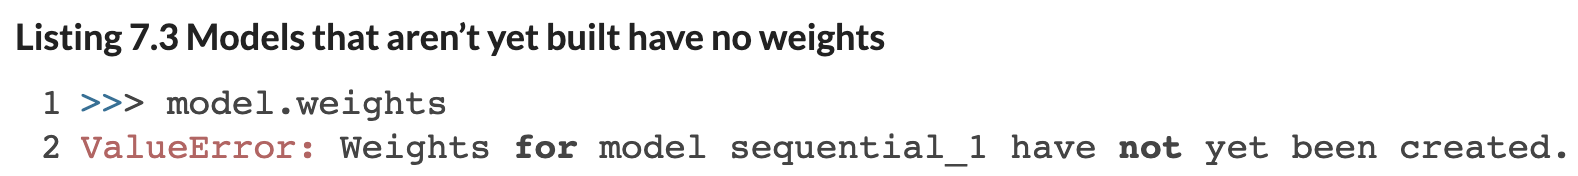 Listing 7.3 Models that aren’t yet built have no weights
1 >>> model.weights
2 ValueError: Weights for model sequential_1 have not yet been created.